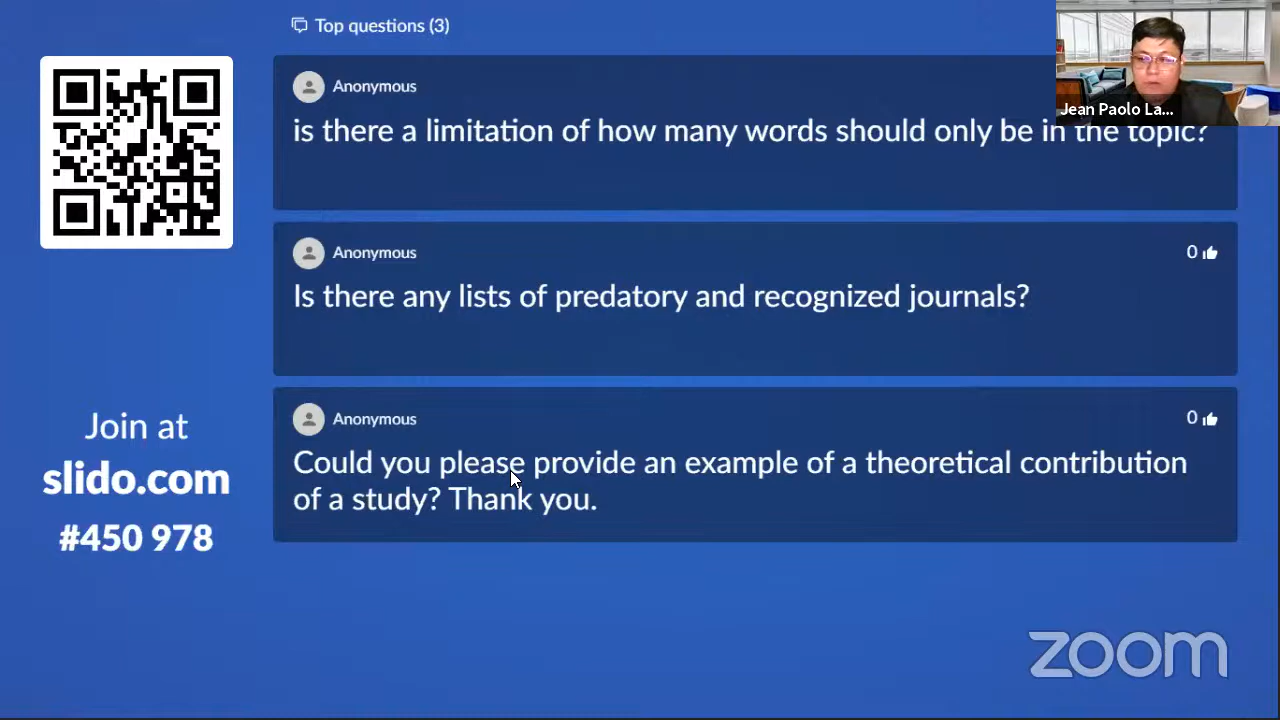 Top questions (3)
Anonymous
is there a limitation of how many words should only be in the topic?
Jean Paolo La...
Anonymous
0
Is there any lists of predatory and recognized journals?
Anonymous
0
Could you please provide an example of a theoretical contribution
of a study? Thank you.
Join at
slido.com
#450 978
zoom